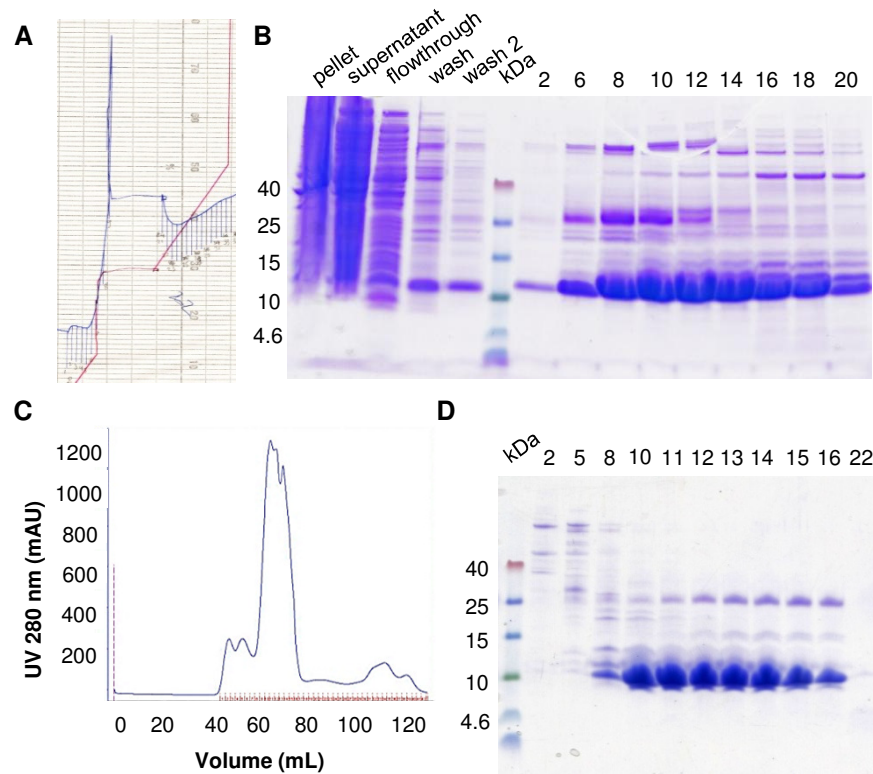 A
B
pellet
supernatant
flowthrough
wash
wash 2
kDa
2 6 8 10 12 14 16 18 20
40
25
15
10
4.6
C
1200
1000
800
600
400
200
UV 280 nm (mAU)
0 20 40 60 80 100 120
Volume (mL)
D
kDa
2 5 8 10 11 12 13 14 15 16 22
40
25
15
10
4.6